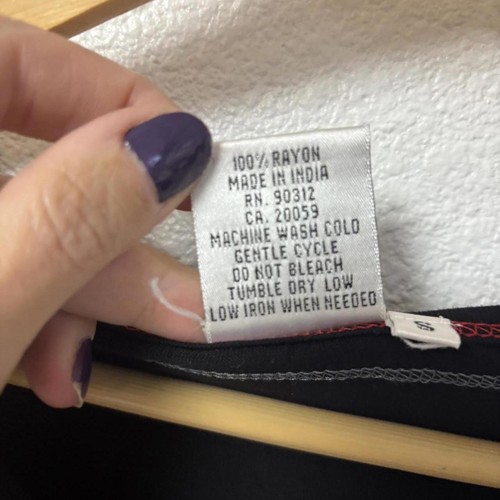 100% RAYON
MADE IN INDIA
RN. 90312
CA. 20059
MACHINE WASH COLD
GENTLE CYCLE
DO NOT BLEACH
TUMBLE DRY LOW
LOW IRON WHEN NEEDED
S